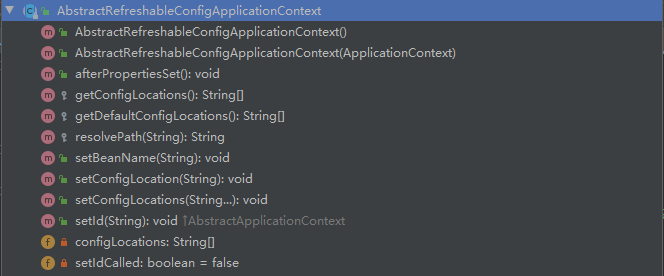 AbstractRefreshableConfigApplicationContext
AbstractRefreshableConfigApplicationContext()
AbstractRefreshableConfigApplicationContext(ApplicationContext)
afterPropertiesSet(): void
getConfigLocations(): String[]
getDefaultConfigLocations(): String[]
resolvePath(String): String
setBeanName(String): void
setConfigLocation(String): void
setConfigLocations(String...): void
setId(String): void ↑AbstractApplicationContext
configLocations: String[]
setIdCalled: boolean = false